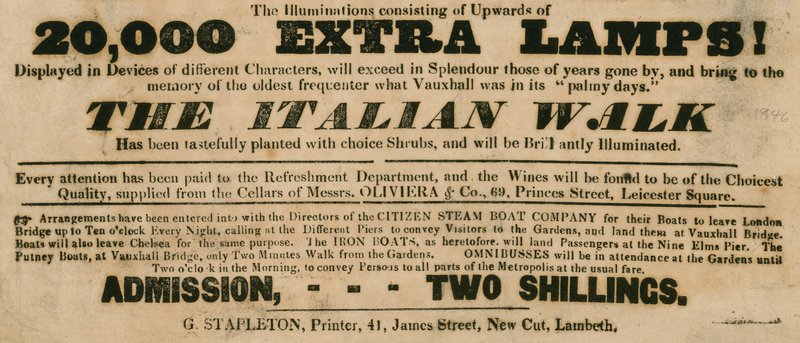 The Illuminations consisting of Upwards of
20,000 EXTRA LAMPS!
Displayed in Devices of different Characters, will exceed in Splendour those of years gone by, and bring to the
memory of the oldest frequenter what Vauxhall was in its "palmy days."
THE ITALIAN WALK
1846
Has been tastefully planted with choice Shrubs, and will be Brill antly Illuminated.
Every attention has been paid to the Refreshment Department, and the Wines will be found to be of the Choicest
Quality, supplied from the Cellars of Messrs. OLIVIERA & Co., 69, Princes Street, Leicester Square.
☞ Arrangements have been entered into with the Directors of the CITIZEN STEAM BOAT COMPANY for their Boats to leave London
Bridge up to Ten o'clock Every Night, calling at the Different Piers to convey Visitors to the Gardens, and land them at Vauxhall Bridge.
Boats will also leave Chelsea for the same purpose. The IRON BOATS, as heretofore, will land Passengers at the Nine Elms Pier. The
Putney Boats, at Vauxhall Bridge, only Two Minutes Walk from the Gardens. OMNIBUSSES will be in attendance at the Gardens until
Two o'clo k in the Morning, to convey Persons to all parts of the Metropolis at the usual fare.
ADMISSION, - - - TWO SHILLINGS.
G. STAPLETON, Printer, 41, James Street, New Cut, Lambeth.